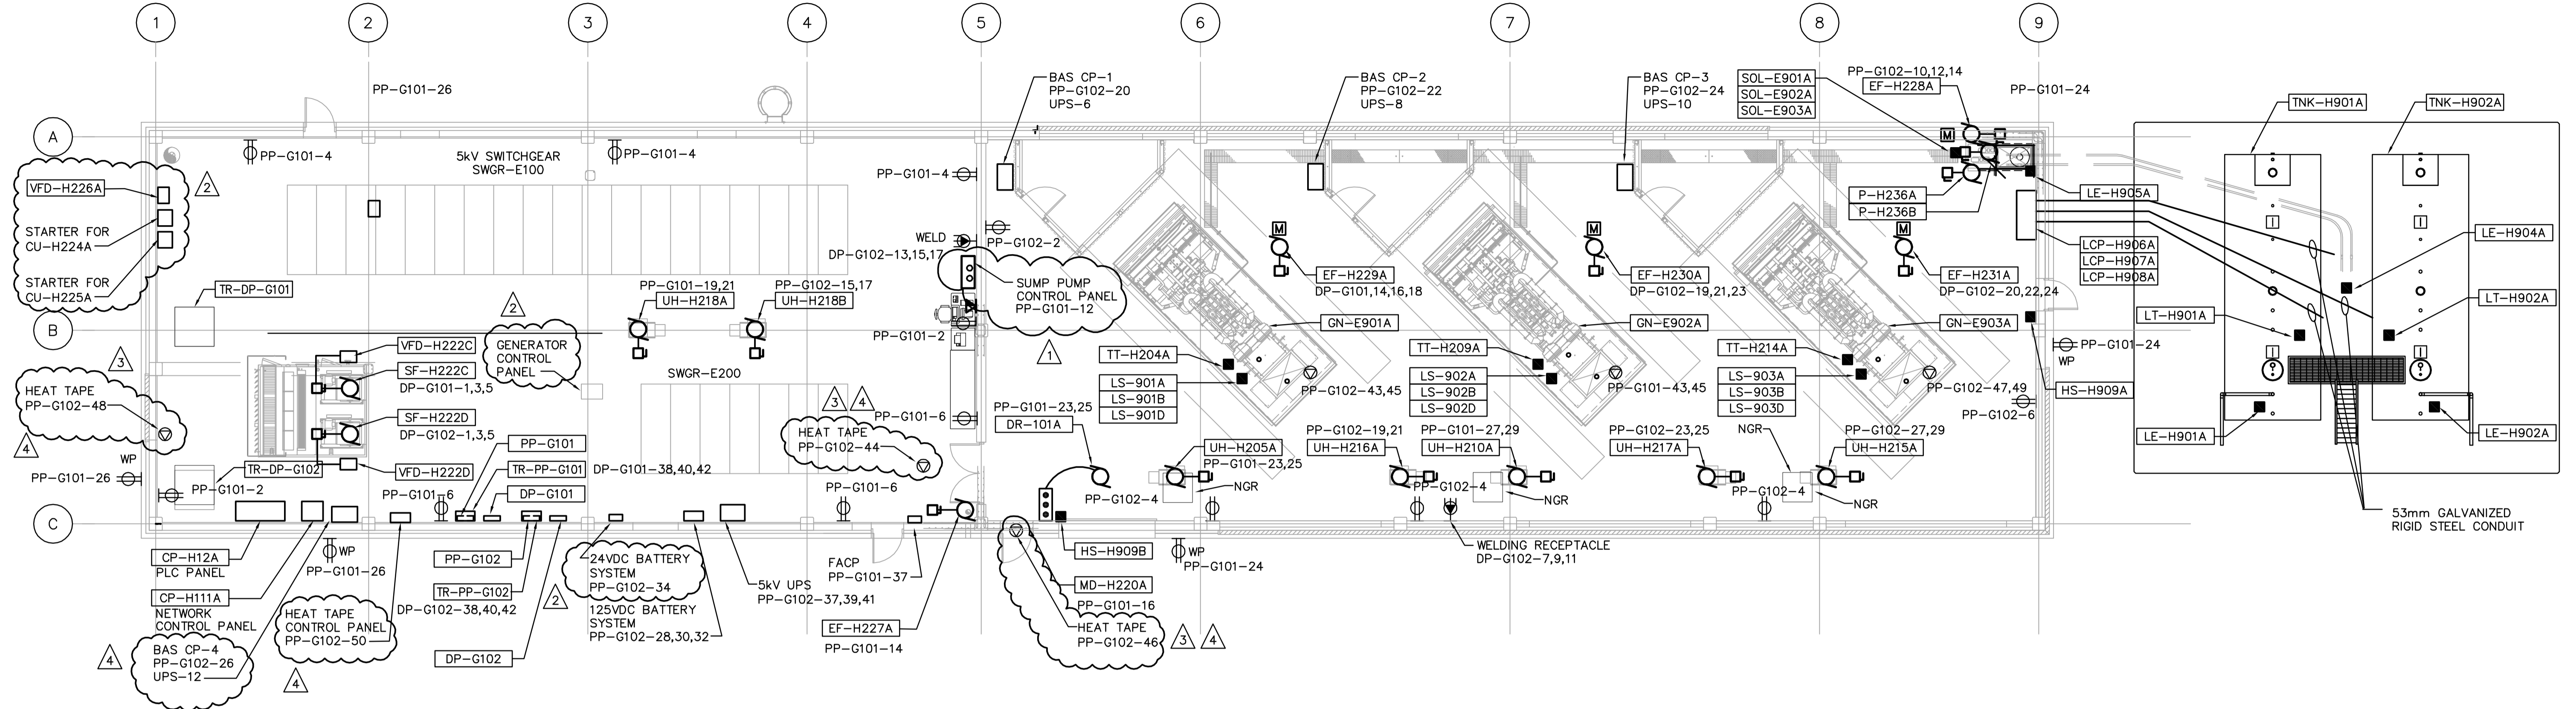 1
2
3
4
5
6
7
8
9
A
B
C
PP-G101-26
PP-G101-4
5kV SWITCHGEAR
SWGR-E100
PP-G101-4
PP-G101-4
VFD-H226A
2
STARTER FOR
CU-H224A
STARTER FOR
CU-H225A
TR-DP-G101
WELD
DP-G102-13,15,17
PP-G102-2
SUMP PUMP
CONTROL PANEL
PP-G101-12
1
PP-G101-2
PP-G101-19,21
UH-H218A
PP-G102-15,17
UH-H218B
2
GENERATOR
CONTROL
PANEL
VFD-H222C
SF-H222C
DP-G101-1,3,5
SF-H222D
DP-G102-1,3,5
VFD-H222D
SWGR-E200
3
HEAT TAPE
PP-G102-48
4
3
4
HEAT TAPE
PP-G102-44
PP-G101-6
WP
PP-G101-26
PP-G101-2
TR-DP-G102
PP-G101-6
PP-G101
TR-PP-G101
DP-G101-38,40,42
DP-G101
PP-G101-6
CP-H12A
PLC PANEL
CP-H111A
NETWORK
CONTROL PANEL
4
BAS CP-4
PP-G102-26
UPS-12
WP
PP-G101-26
HEAT TAPE
CONTROL PANEL
PP-G102-50
4
PP-G102
TR-PP-G102
DP-G102-38,40,42
DP-G102
2
24VDC BATTERY
SYSTEM
PP-G102-34
125VDC BATTERY
SYSTEM
PP-G102-28,30,32
5kV UPS
PP-G102-37,39,41
FACP
PP-G101-37
EF-H227A
PP-G101-14
BAS CP-1
PP-G102-20
UPS-6
BAS CP-2
PP-G102-22
UPS-8
BAS CP-3
PP-G102-24
UPS-10
SOL-E901A
SOL-E902A
SOL-E903A
PP-G102-10,12,14
EF-H228A
PP-G101-24
M
P-H236A
P-H236B
LE-H905A
LCP-H906A
LCP-H907A
LCP-H908A
M
EF-H229A
DP-G101,14,16,18
M
EF-H230A
DP-G102-19,21,23
M
EF-H231A
DP-G102-20,22,24
GN-E901A
GN-E902A
GN-E903A
TT-H204A
LS-901A
LS-901B
LS-901D
PP-G102-43,45
TT-H209A
LS-902A
LS-902B
LS-902D
PP-G101-43,45
TT-H214A
LS-903A
LS-903B
LS-903D
PP-G102-47,49
PP-G102-6
PP-G101-24
WP
HS-H909A
PP-G101-23,25
DR-101A
PP-G102-4
UH-H205A
PP-G101-23,25
NGR
PP-G102-19,21
UH-H216A
PP-G101-27,29
UH-H210A
PP-G102-4
NGR
PP-G102-23,25
UH-H217A
NGR
PP-G102-27,29
UH-H215A
PP-G102-4
NGR
HS-H909B
WP
PP-G101-24
WELDING RECEPTACLE
DP-G102-7,9,11
MD-H220A
PP-G101-16
HEAT TAPE
PP-G102-46
3
4
TNK-H901A
TNK-H902A
LE-H904A
LT-H901A
LT-H902A
LE-H901A
LE-H902A
53mm GALVANIZED
RIGID STEEL CONDUIT